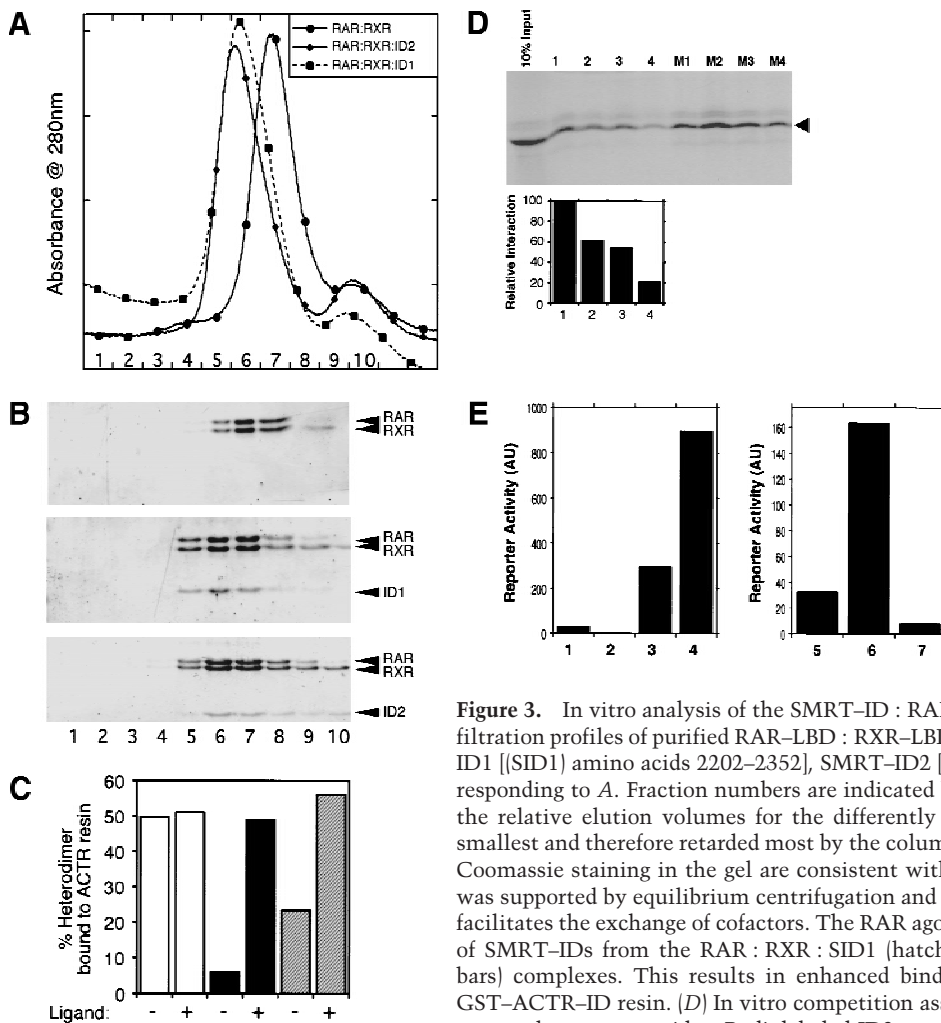 A
RAR:RXR
RAR:RXR:ID2
RAR:RXR:ID1
Absorbance @ 280nm
1 2 3 4 5 6 7 8 9 10
B
RAR
RXR
RAR
RXR
ID1
RAR
RXR
ID2
1 2 3 4 5 6 7 8 9 10
C
% Heterodimer
bound to ACTR resin
60
50
40
30
20
10
0
Ligand: - + - + - +
D
10% Input 1 2 3 4 M1 M2 M3 M4
Relative Interaction
100
80
60
40
20
0
1 2 3 4
E
Reporter Activity (AU)
1000
800
600
400
200
0
1 2 3 4
Reporter Activity (AU)
160
140
120
100
80
60
40
20
0
5 6 7
Figure 3. In vitro analysis of the SMRT–ID : RAR
filtration profiles of purified RAR–LBD : RXR–LBD
ID1 [(SID1) amino acids 2202–2352], SMRT–ID2 [
responding to A. Fraction numbers are indicated
the relative elution volumes for the differently
smallest and therefore retarded most by the colum
Coomassie staining in the gel are consistent with
was supported by equilibrium centrifugation and
facilitates the exchange of cofactors. The RAR ago
of SMRT–IDs from the RAR : RXR : SID1 (hatch
bars) complexes. This results in enhanced bind
GST–ACTR–ID resin. (D) In vitro competition as